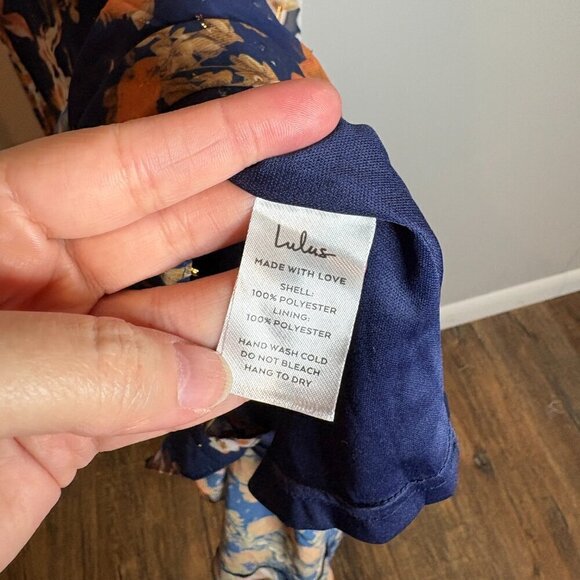 Lulus
MADE WITH LOVE
SHELL:
100% POLYESTER
LINING:
100% POLYESTER
HAND WASH COLD
DO NOT BLEACH
HANG TO DRY